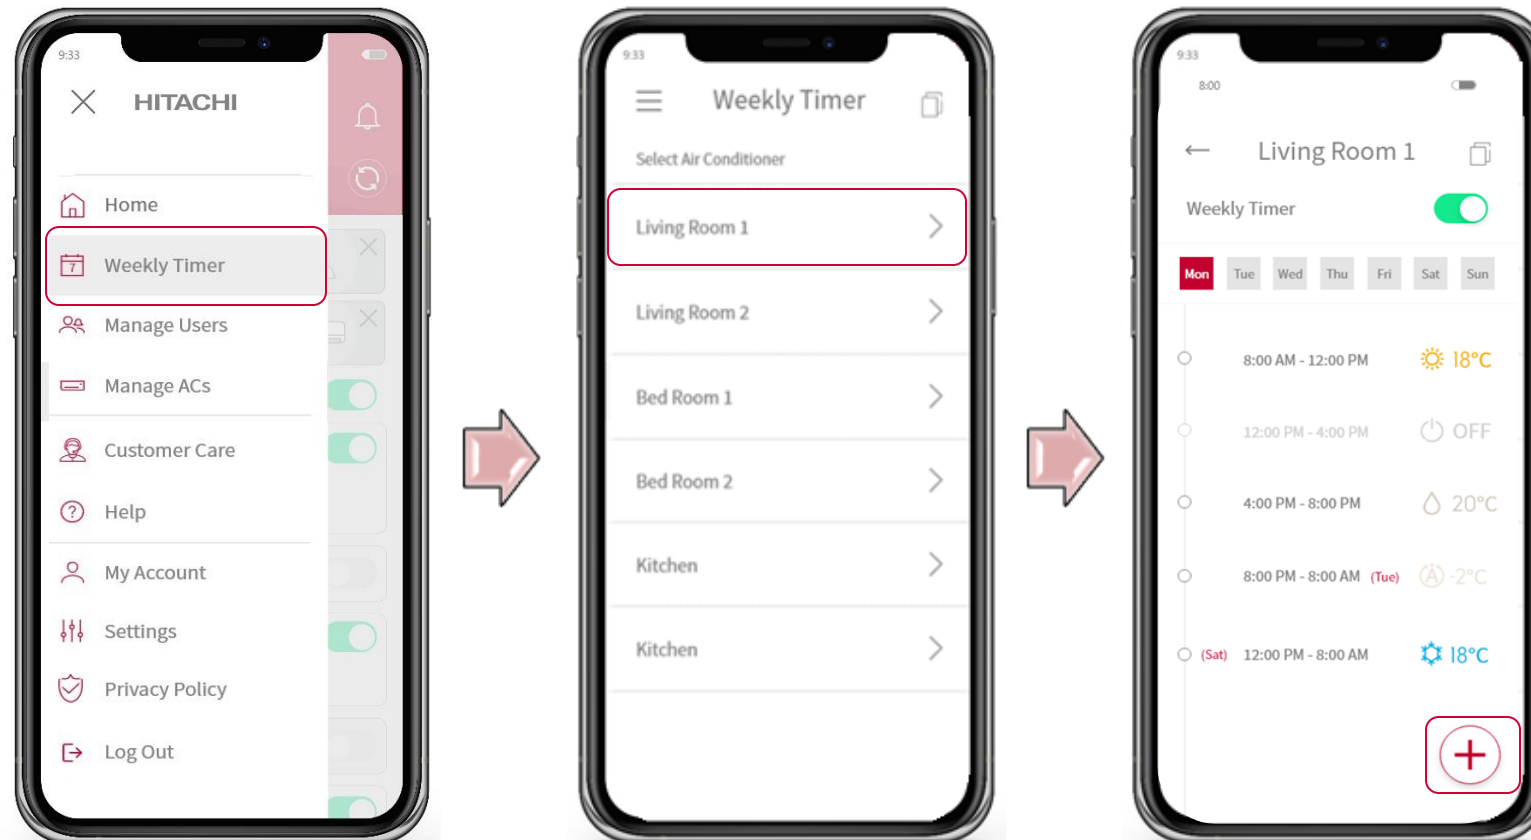 9:33
HITACHI
Home
7 Weekly Timer
Manage Users
Manage ACs
Customer Care
? Help
My Account
Settings
Privacy Policy
Log Out
9:33
Weekly Timer
Select Air Conditioner
Living Room 1
Living Room 2
Bed Room 1
Bed Room 2
Kitchen
Kitchen
9:33
8:00
← Living Room 1
Weekly Timer
Mon Tue Wed Thu Fri Sat Sun
8:00 AM - 12:00 PM 18°C
12:00 PM - 4:00 PM OFF
4:00 PM - 8:00 PM 20°C
8:00 PM - 8:00 AM (Tue) A -2°C
(Sat) 12:00 PM - 8:00 AM 18°C
+